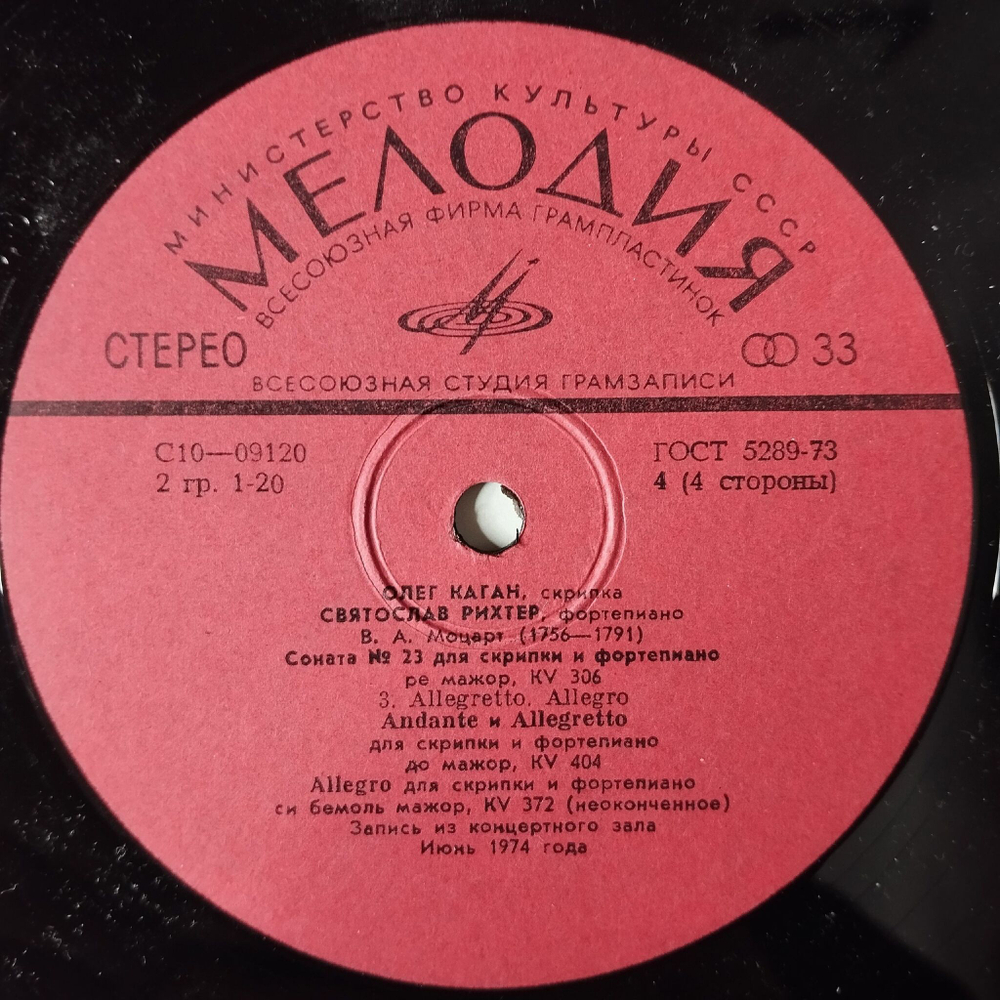 МИНИСТЕРСТВО КУЛЬТУРЫ СССР
МЕЛОДИЯ
ВСЕСОЮЗНАЯ ФИРМА ГРАМПЛАСТИНОК
СТЕРЕО
33
ВСЕСОЮЗНАЯ СТУДИЯ ГРАМЗАПИСИ
С10—09120
ГОСТ 5289-73
2 гр. 1-20
4 (4 стороны)
ОЛЕГ КАГАН, скрипка
СВЯТОСЛАВ РИХТЕР, фортепиано
В. А. Моцарт (1756—1791)
Соната № 23 для скрипки и фортепиано
ре мажор, KV 306
3. Allegretto. Allegro
Andante и Allegretto
для скрипки и фортепиано
до мажор, KV 404
Allegro для скрипки и фортепиано
си бемоль мажор, KV 372 (неоконченное)
Запись из концертного зала
Июнь 1974 года